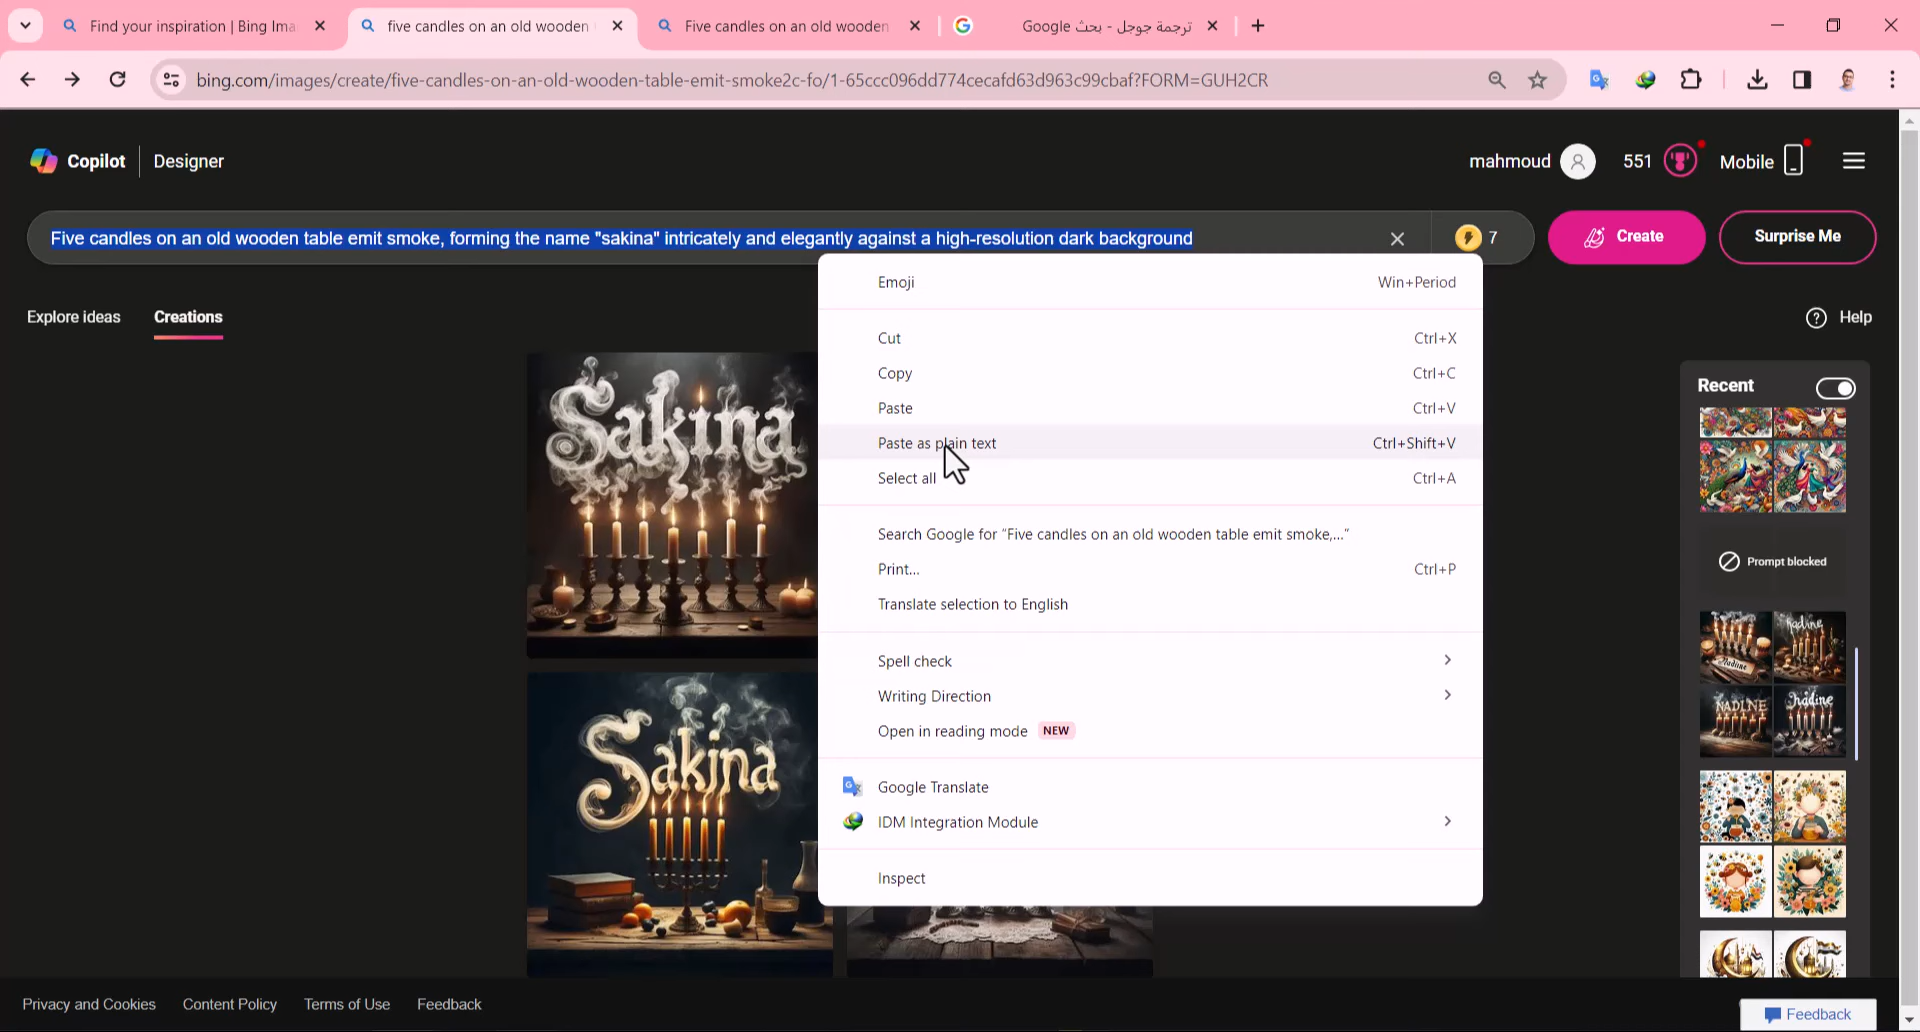 Find your inspiration | Bing Ima
five candles on an old wooden
Five candles on an old wooden
ترجمة جوجل - بحث Google
bing.com/images/create/five-candles-on-an-old-wooden-table-emit-smoke2c-fo/1-65ccc096dd774cecafd63d963c99cbaf?FORM=GUH2CR
Copilot Designer
mahmoud 551 Mobile
Five candles on an old wooden table emit smoke, forming the name "sakina" intricately and elegantly against a high-resolution dark background
7 Create Surprise Me
Explore ideas Creations Help
Emoji Win+Period
Cut Ctrl+X
Copy Ctrl+C
Paste Ctrl+V
Paste as plain text Ctrl+Shift+V
Select all Ctrl+A
Search Google for "Five candles on an old wooden table emit smoke,..."
Print... Ctrl+P
Translate selection to English
Spell check
Writing Direction
Open in reading mode NEW
Google Translate
IDM Integration Module
Inspect
Sakina
Sakina
Recent
Prompt blocked
Nadine
nadine
NADLNE
hadine
Privacy and Cookies Content Policy Terms of Use Feedback
Feedback